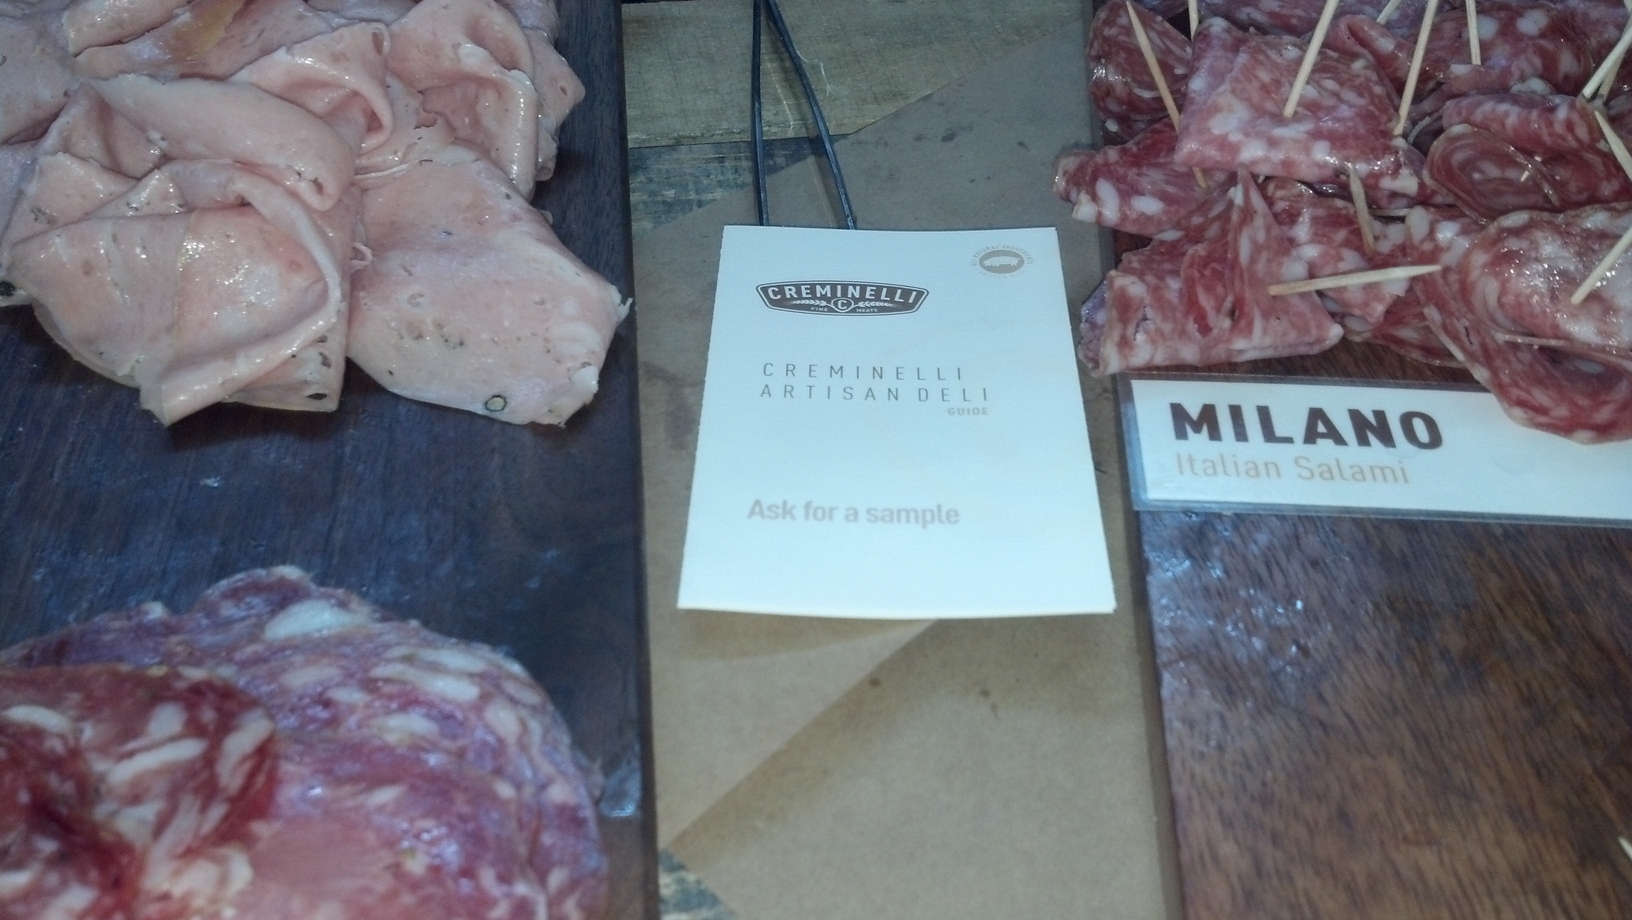 CREMINELLI
C
FINE MEATS
CREMINELLI
ARTISAN DELI
GUIDE
Ask for a sample
MILANO
Italian Salami